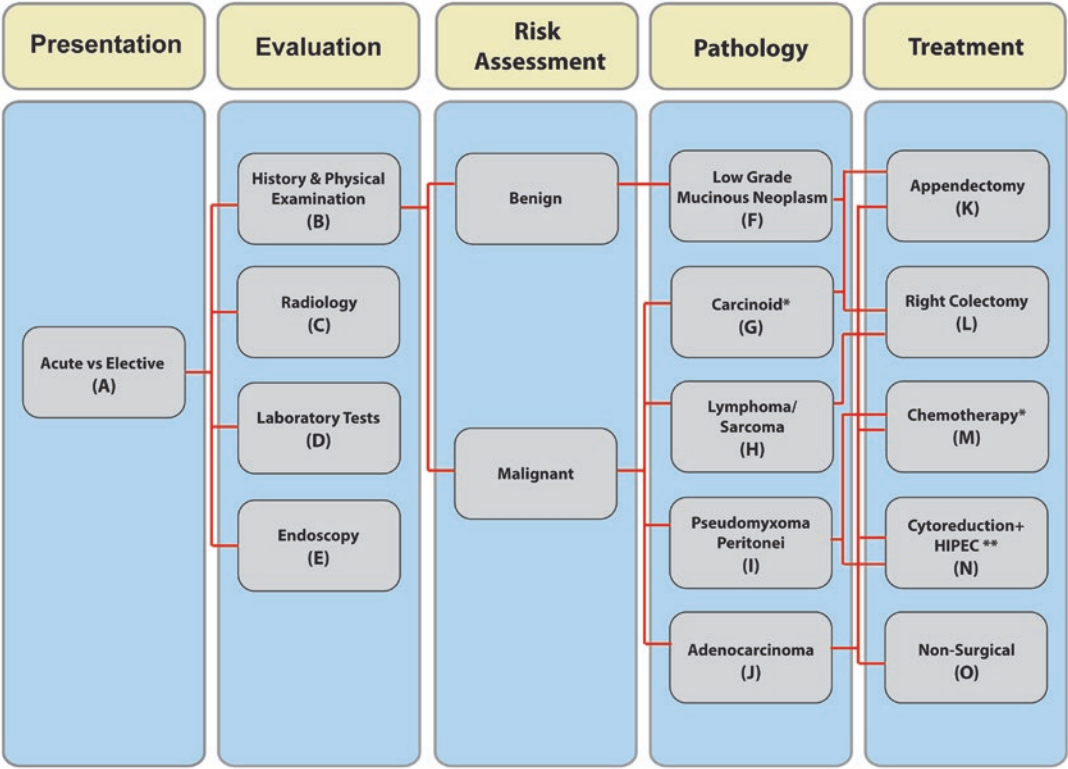 Presentation
Evaluation
Risk
Assessment
Pathology
Treatment
Acute vs Elective
(A)
History & Physical
Examination
(B)
Radiology
(C)
Laboratory Tests
(D)
Endoscopy
(E)
Benign
Malignant
Low Grade
Mucinous Neoplasm
(F)
Carcinoid*
(G)
Lymphoma/
Sarcoma
(H)
Pseudomyxoma
Peritonei
(I)
Adenocarcinoma
(J)
Appendectomy
(K)
Right Colectomy
(L)
Chemotherapy*
(M)
Cytoreduction+
HIPEC **
(N)
Non-Surgical
(O)